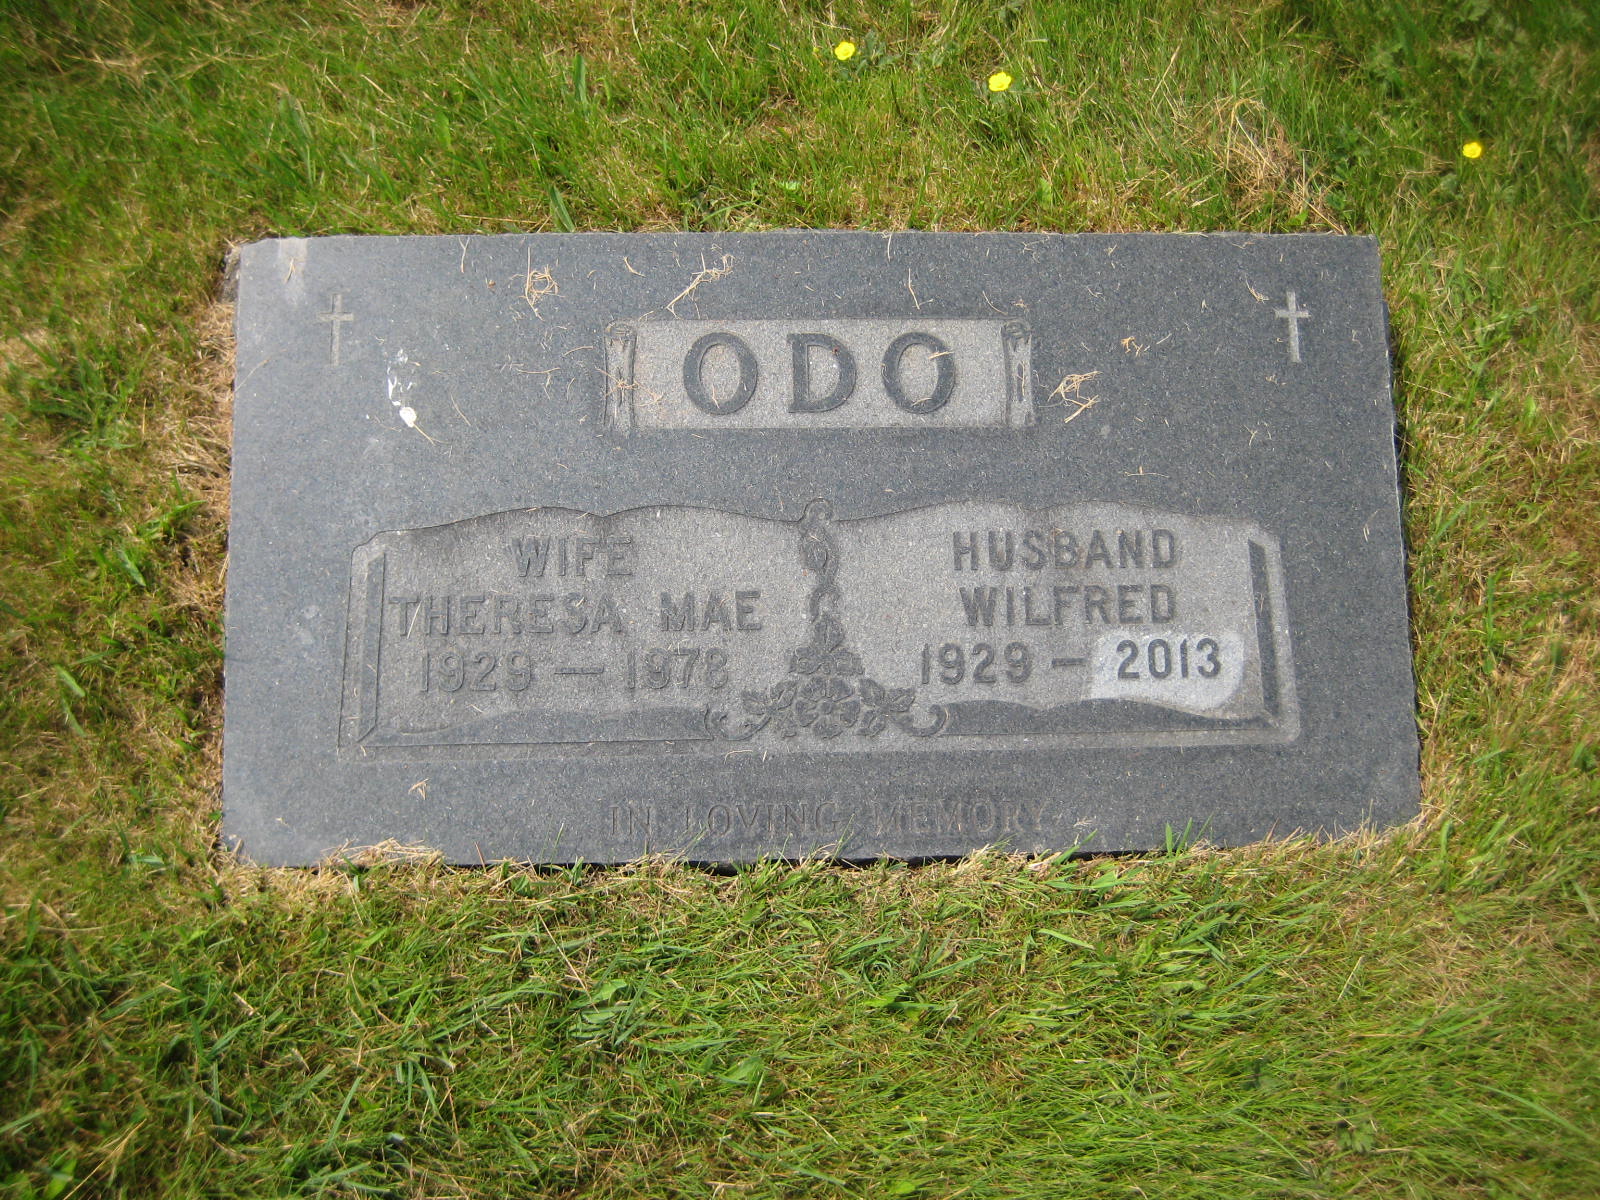 ODO
WIFE
THERESA MAE
1929 — 1978
HUSBAND
WILFRED
1929 — 2013
IN LOVING MEMORY